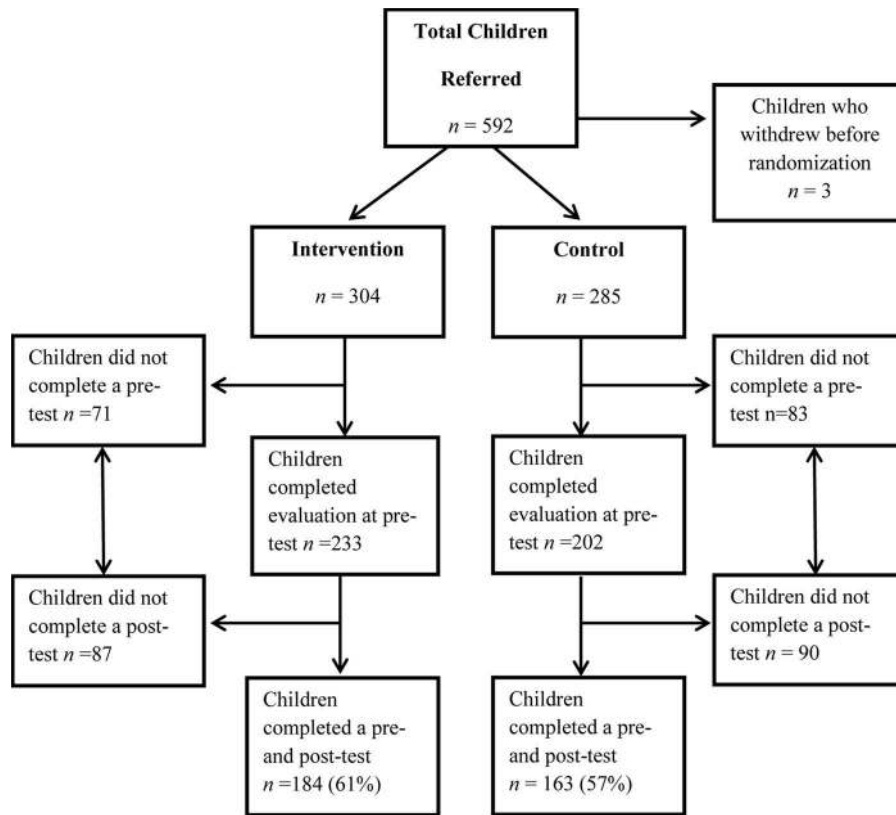 Total Children
Referred
n = 592
Children who
withdrew before
randomization
n = 3
Intervention
n = 304
Control
n = 285
Children did not
complete a pre-
test n =71
Children did not
complete a pre-
test n=83
Children
completed
evaluation at pre-
test n =233
Children
completed
evaluation at pre-
test n =202
Children did not
complete a post-
test n =87
Children did not
complete a post-
test n = 90
Children
completed a pre-
and post-test
n =184 (61%)
Children
completed a pre-
and post-test
n = 163 (57%)